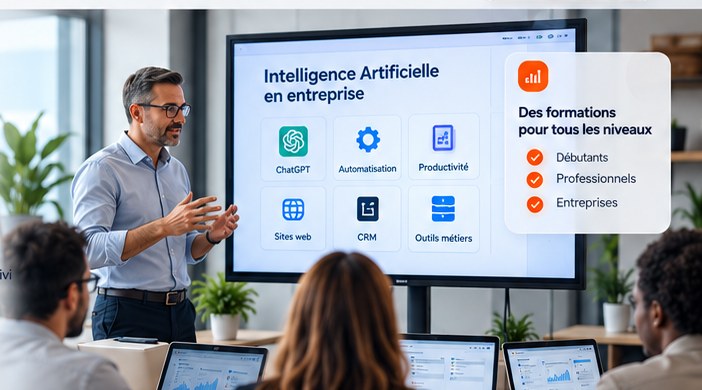 Intelligence Artificielle
en entreprise
ChatGPT
Automatisation
Productivité
Sites web
CRM
Outils métiers
Des formations
pour tous les niveaux
Débutants
Professionnels
Entreprises
ivi